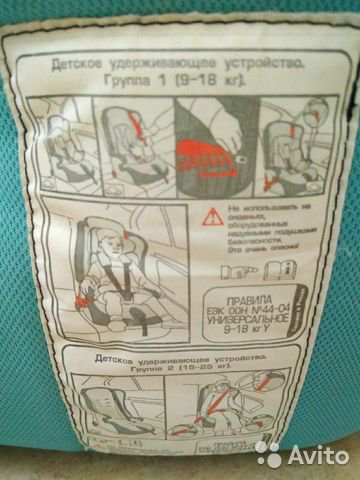 Детское удерживающее устройство.
Группа 1 (9-18 кг).
Не использовать на
сиденьях,
оборудованных
надувными подушками
безопасности.
Это очень опасно!
ПРАВИЛА
ЕЭК ООН №44-04
УНИВЕРСАЛЬНОЕ
9-18 кг Y
Детское удерживающее устройство.
Группа 2 (15-25 кг).
ПРАВИЛА
Avito